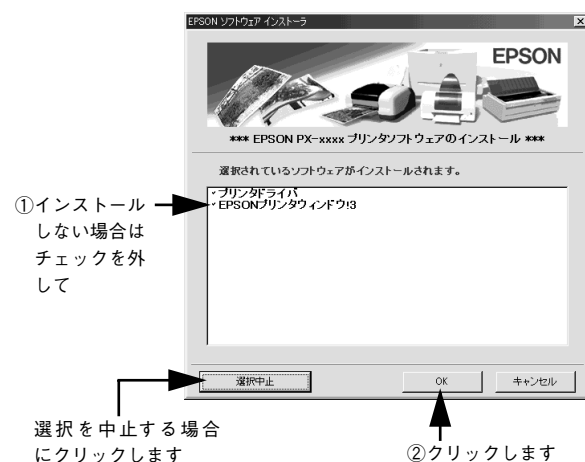 EPSON ソフトウェア インストーラ
EPSON
*** EPSON PX-xxxx プリンタソフトウェアのインストール ***
選択されているソフトウェアがインストールされます。
プリンタドライバ
EPSONプリンタウィンドウ!3
①インストール
しない場合は
チェックを外
して
選択中止
OK
キャンセル
選択を中止する場合
にクリックします
②クリックします